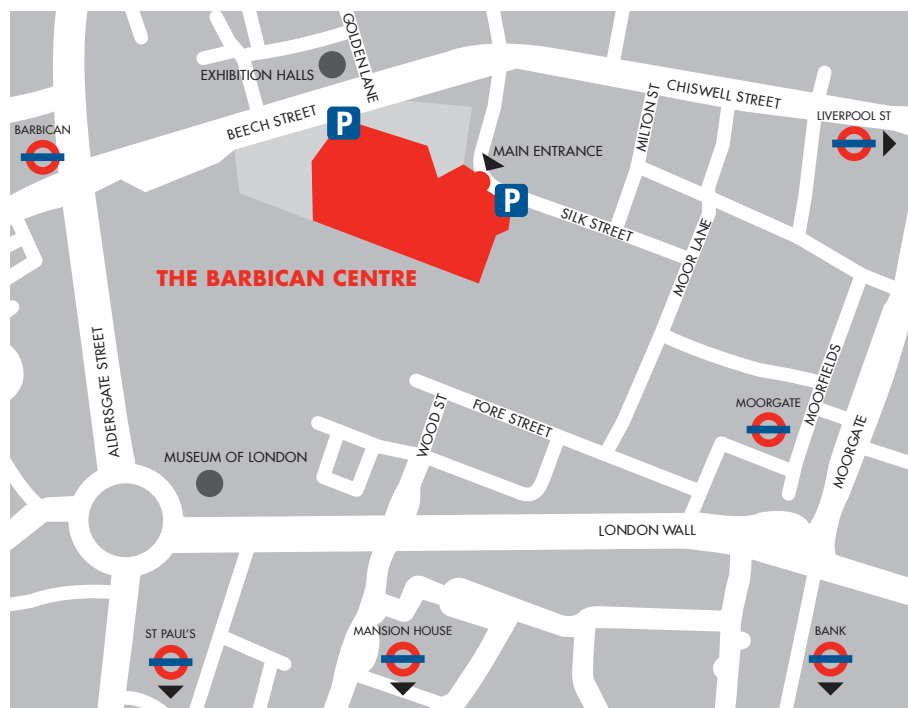 GOLDEN LANE
EXHIBITION HALLS
BEECH STREET
CHISWELL STREET
MILTON ST
LIVERPOOL ST
BARBICAN
P
MAIN ENTRANCE
P
SILK STREET
MOOR LANE
THE BARBICAN CENTRE
ALDERSGATE STREET
MOORFIELDS
MOORGATE
MOORGATE
WOOD ST
FORE STREET
MUSEUM OF LONDON
LONDON WALL
ST PAUL'S
MANSION HOUSE
BANK